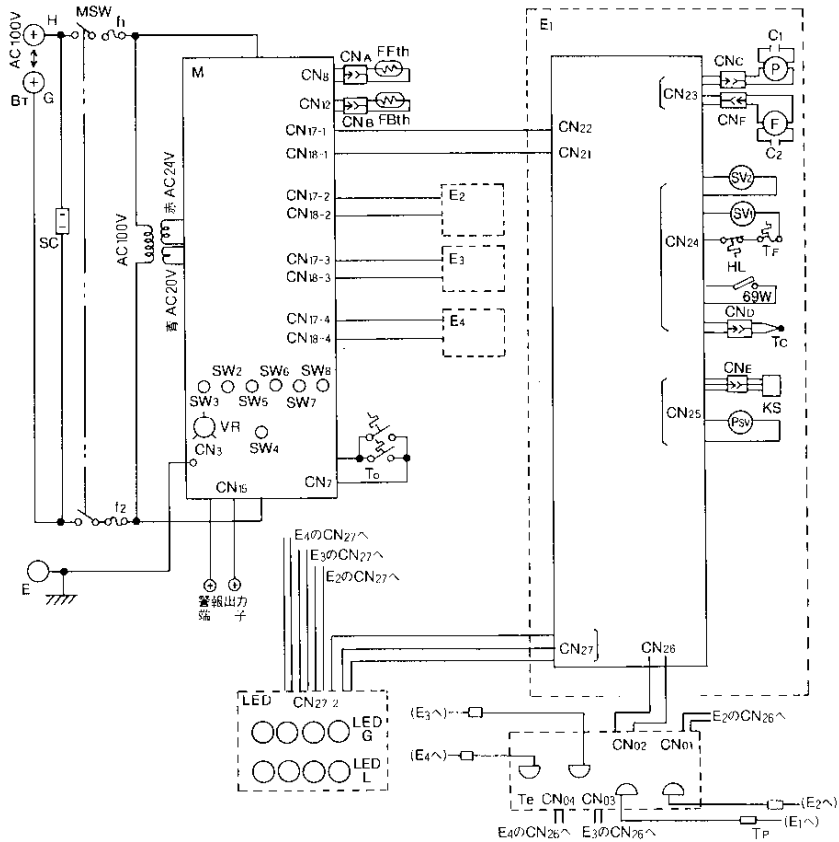 AC100V
H
MSW
f1
BT
G
SC
AC100V
赤 AC24V
青 AC20V
f2
E
M
CN8
CNA
FFth
CN12
CNB
FBth
CN17-1
CN18-1
CN17-2
CN18-2
E2
CN17-3
CN18-3
E3
CN17-4
CN18-4
E4
SW2
SW6
SW8
SW3
SW5
SW7
VR
SW4
CN3
CN15
CN7
To
警報出力
端 子
E4のCN27へ
E3のCN27へ
E2のCN27へ
E1
CN22
CN21
CN23
CNC
C1
P
CNF
F
C2
CN24
SV2
SV1
HL
TF
69W
CND
TC
CN25
CNE
KS
PSV
CN27
CN26
LED
CN27-2
LED
G
LED
L
(E3へ)
(E4へ)
CN02
CN01
E2のCN26へ
Te
CN04
CN03
E4のCN26へ
E3のCN26へ
(E2へ)
(E1へ)
TP